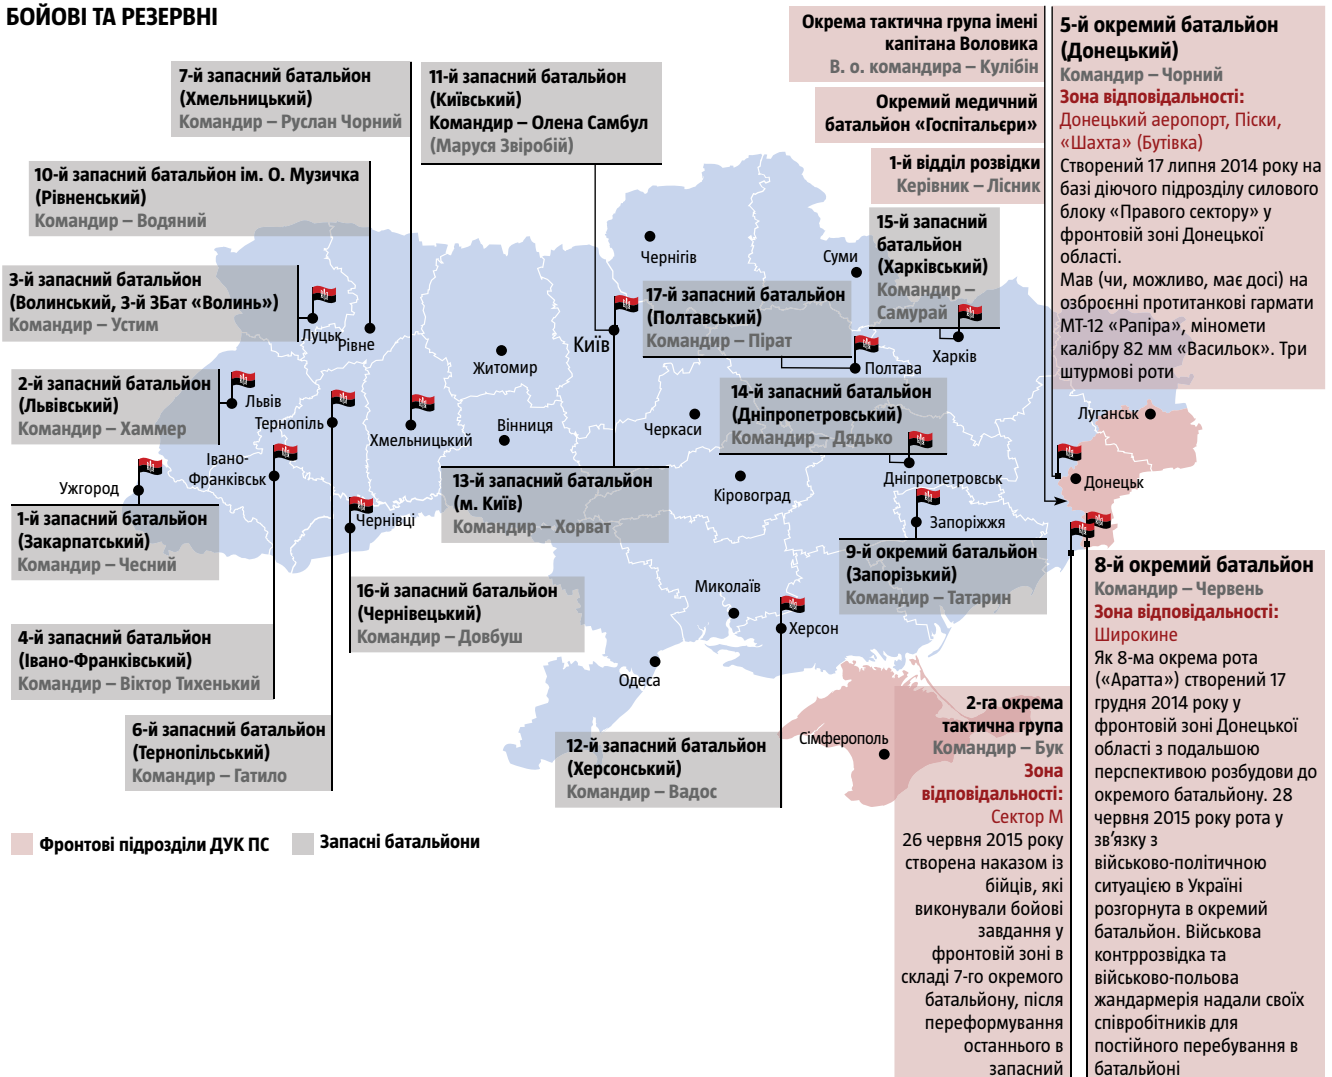 БОЙОВІ ТА РЕЗЕРВНІ
7-й запасний батальйон
(Хмельницький)
Командир – Руслан Чорний
11-й запасний батальйон
(Київський)
Командир – Олена Самбул
(Маруся Звіробій)
10-й запасний батальйон ім. О. Музичка
(Рівненський)
Командир – Водяний
3-й запасний батальйон
(Волинський, 3-й ЗБат «Волинь»)
Командир – Устим
2-й запасний батальйон
(Львівський)
Командир – Хаммер
1-й запасний батальйон
(Закарпатський)
Командир – Чесний
4-й запасний батальйон
(Івано-Франківський)
Командир – Віктор Тихенький
6-й запасний батальйон
(Тернопільський)
Командир – Гатило
16-й запасний батальйон
(Чернівецький)
Командир – Довбуш
13-й запасний батальйон
(м. Київ)
Командир – Хорват
12-й запасний батальйон
(Херсонський)
Командир – Вадос
17-й запасний батальйон
(Полтавський)
Командир – Пірат
14-й запасний батальйон
(Дніпропетровський)
Командир – Дядько
9-й окремий батальйон
(Запорізький)
Командир – Татарин
15-й запасний
батальйон
(Харківський)
Командир –
Самурай
Окрема тактична група імені
капітана Воловика
В. о. командира – Кулібін
Окремий медичний
батальйон «Госпітальєри»
1-й відділ розвідки
Керівник – Лісник
5-й окремий батальйон
(Донецький)
Командир – Чорний
Зона відповідальності:
Донецький аеропорт, Піски,
«Шахта» (Бутівка)
Створений 17 липня 2014 року на
базі діючого підрозділу силового
блоку «Правого сектору» у
фронтовій зоні Донецької
області.
Мав (чи, можливо, має досі) на
озброєнні протитанкові гармати
МТ-12 «Рапіра», міномети
калібру 82 мм «Васильок». Три
штурмові роти
8-й окремий батальйон
Командир – Червень
Зона відповідальності:
Широкине
Як 8-ма окрема рота
(«Аратта») створений 17
грудня 2014 року у
фронтовій зоні Донецької
області з подальшою
перспективою розбудови до
окремого батальйону. 28
червня 2015 року рота у
зв’язку з
військово-політичною
ситуацією в Україні
розгорнута в окремий
батальйон. Військова
контррозвідка та
військово-польова
жандармерія надали своїх
співробітників для
постійного перебування в
батальйоні
2-га окрема
тактична група
Командир – Бук
Зона
відповідальності:
Сектор М
26 червня 2015 року
створена наказом із
бійців, які
виконували бойові
завдання у
фронтовій зоні в
складі 7-го окремого
батальйону, після
переформування
останнього в
запасний
Чернігів
Суми
Луцьк
Рівне
Житомир
Київ
Харків
Полтава
Львів
Тернопіль
Хмельницький
Вінниця
Черкаси
Луганськ
Івано-
Франківськ
Ужгород
Чернівці
Кіровоград
Дніпропетровськ
Донецьк
Запоріжжя
Миколаїв
Херсон
Одеса
Сімферополь
Фронтові підрозділи ДУК ПС
Запасні батальйони